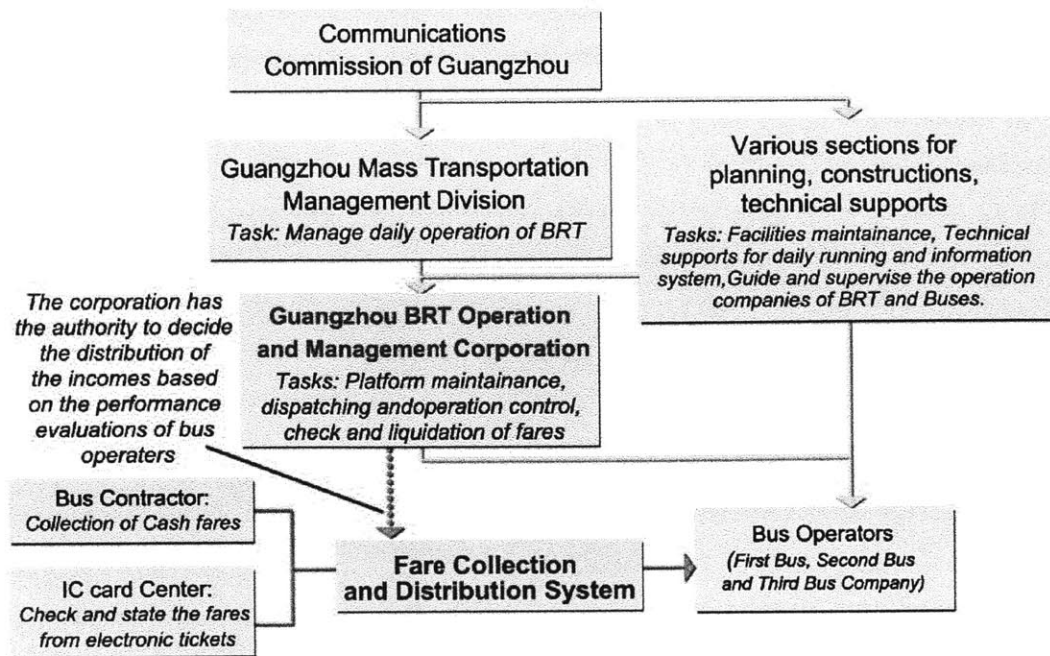 Communications
Commission of Guangzhou
Guangzhou Mass Transportation
Management Division
Task: Manage daily operation of BRT
Various sections for
planning, constructions,
technical supports
Tasks: Facilities maintainance, Technical
supports for daily running and information
system,Guide and supervise the operation
companies of BRT and Buses.
The corporation has
the authority to decide
the distribution of
the incomes based
on the performance
evaluations of bus
operaters
Guangzhou BRT Operation
and Management Corporation
Tasks: Platform maintainance,
dispatching andoperation control,
check and liquidation of fares
Bus Contractor:
Collection of Cash fares
IC card Center:
Check and state the fares
from electronic tickets
Fare Collection
and Distribution System
Bus Operators
(First Bus, Second Bus
and Third Bus Company)